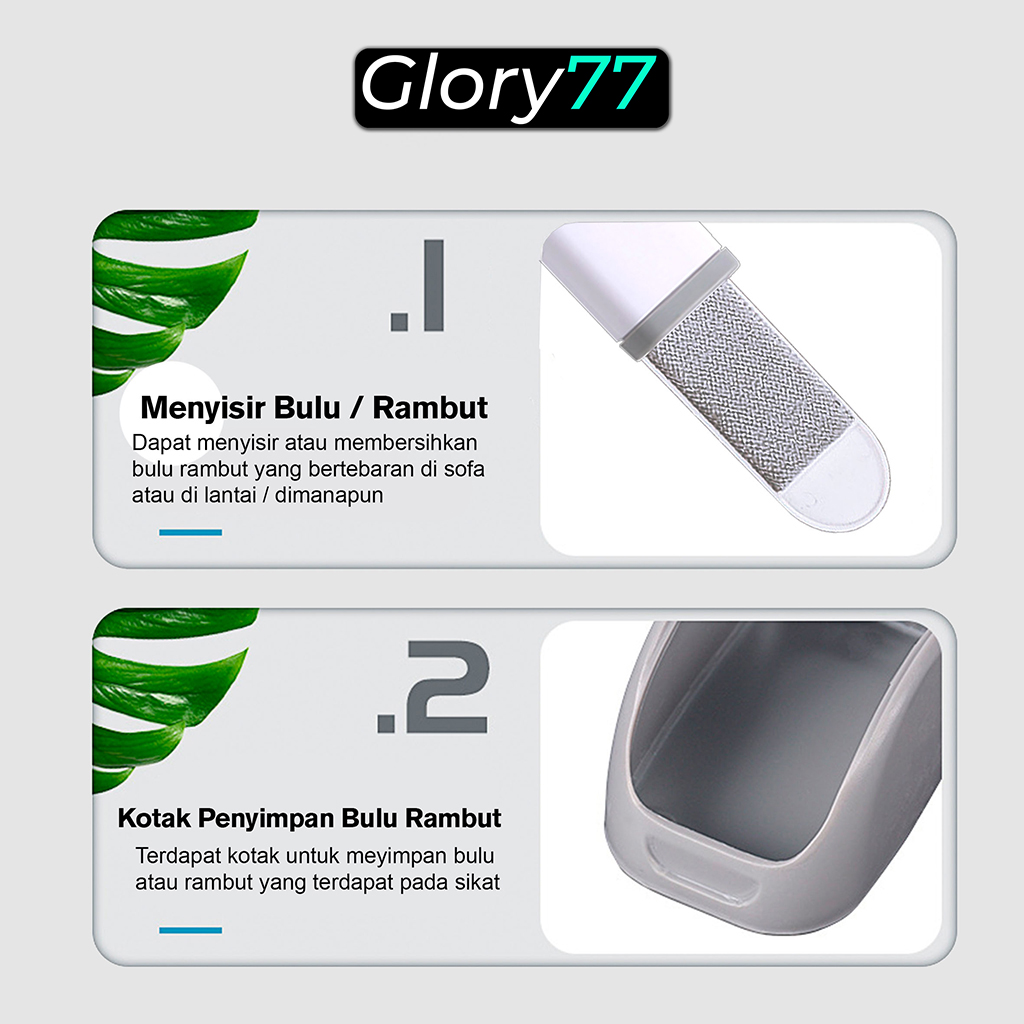 Glory77
.1
Menyisir Bulu / Rambut
Dapat menyisir atau membersihkan
bulu rambut yang bertebaran di sofa
atau di lantai / dimanapun
.2
Kotak Penyimpan Bulu Rambut
Terdapat kotak untuk meyimpan bulu
atau rambut yang terdapat pada sikat